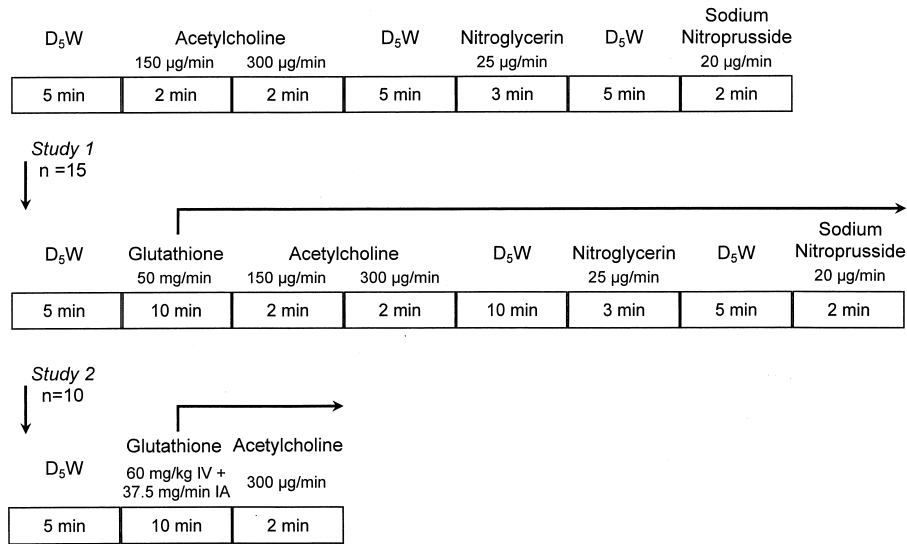 D₅W Acetylcholine D₅W Nitroglycerin D₅W Sodium Nitroprusside
150 µg/min 300 µg/min 25 µg/min 20 µg/min
5 min 2 min 2 min 5 min 3 min 5 min 2 min
Study 1
n =15
D₅W Glutathione Acetylcholine D₅W Nitroglycerin D₅W Sodium Nitroprusside
50 mg/min 150 µg/min 300 µg/min 25 µg/min 20 µg/min
5 min 10 min 2 min 2 min 10 min 3 min 5 min 2 min
Study 2
n=10
Glutathione Acetylcholine
D₅W 60 mg/kg IV + 300 µg/min
37.5 mg/min IA
5 min 10 min 2 min